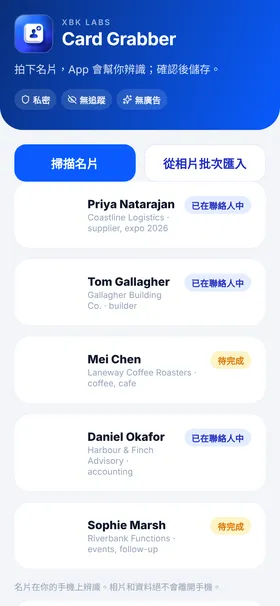 XBK LABS
Card Grabber
拍下名片，App 會幫你辨識；確認後儲存。
私密
無追蹤
無廣告
掃描名片
從相片批次匯入
Priya Natarajan
已在聯絡人中
Coastline Logistics ·
supplier, expo 2026
Tom Gallagher
已在聯絡人中
Gallagher Building
Co. · builder
Mei Chen
待完成
Laneway Coffee Roasters ·
coffee, cafe
Daniel Okafor
已在聯絡人中
Harbour & Finch
Advisory ·
accounting
Sophie Marsh
待完成
Riverbank Functions ·
events, follow-up
名片在你的手機上辨識。相片和資料絕不會離開手機。